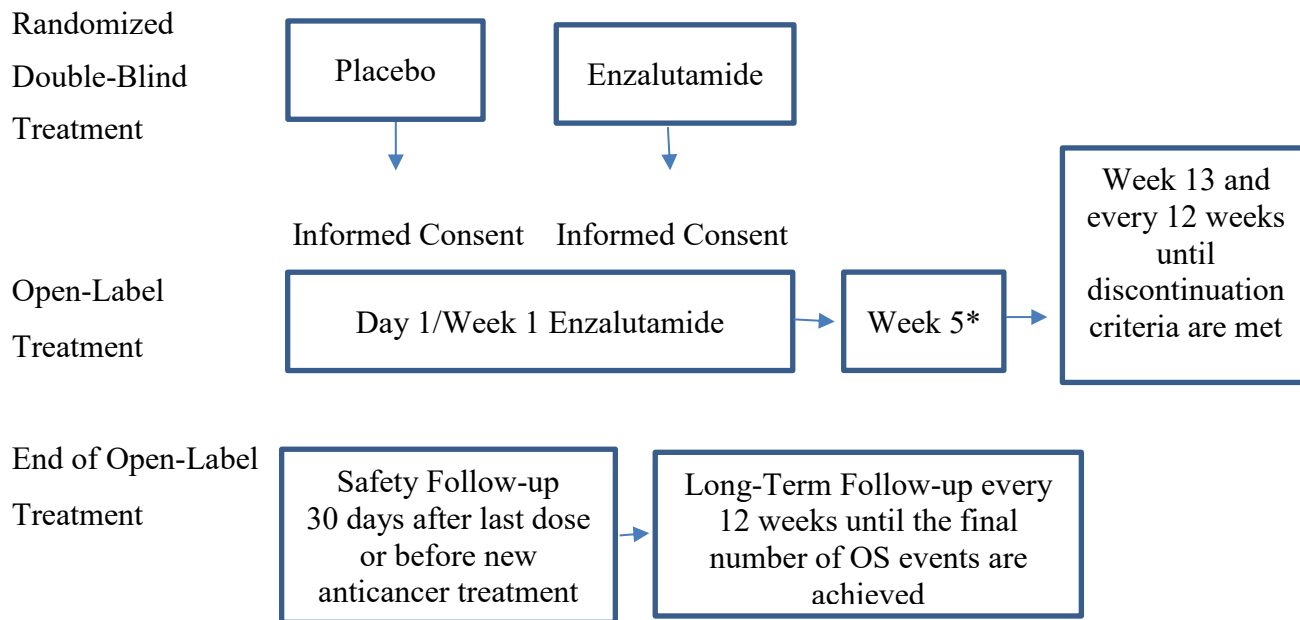 Randomized
Double-Blind
Treatment
Placebo
Enzalutamide
Informed Consent
Informed Consent
Open-Label
Treatment
Day 1/Week 1 Enzalutamide
Week 5*
Week 13 and
every 12 weeks
until
discontinuation
criteria are met
End of Open-Label
Treatment
Safety Follow-up
30 days after last dose
or before new
anticancer treatment
Long-Term Follow-up every
12 weeks until the final
number of OS events are
achieved